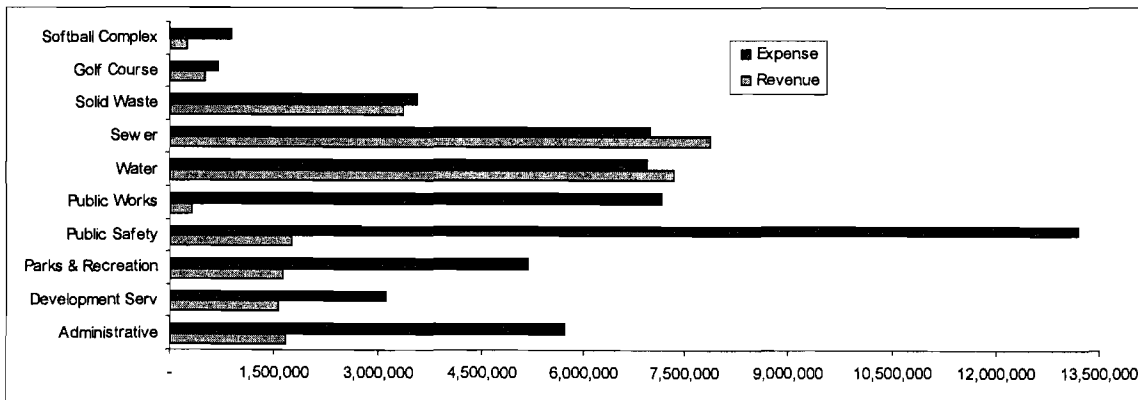 Softball Complex
Golf Course
Solid Waste
Sewer
Water
Public Works
Public Safety
Parks & Recreation
Development Serv
Administrative
Expense
Revenue
- 1,500,000 3,000,000 4,500,000 6,000,000 7,500,000 9,000,000 10,500,000 12,000,000 13,500,000